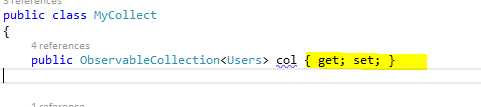 3 references
public class MyCollect
{
4 references
public ObservableCollection<Users> col { get; set; }
1 reference